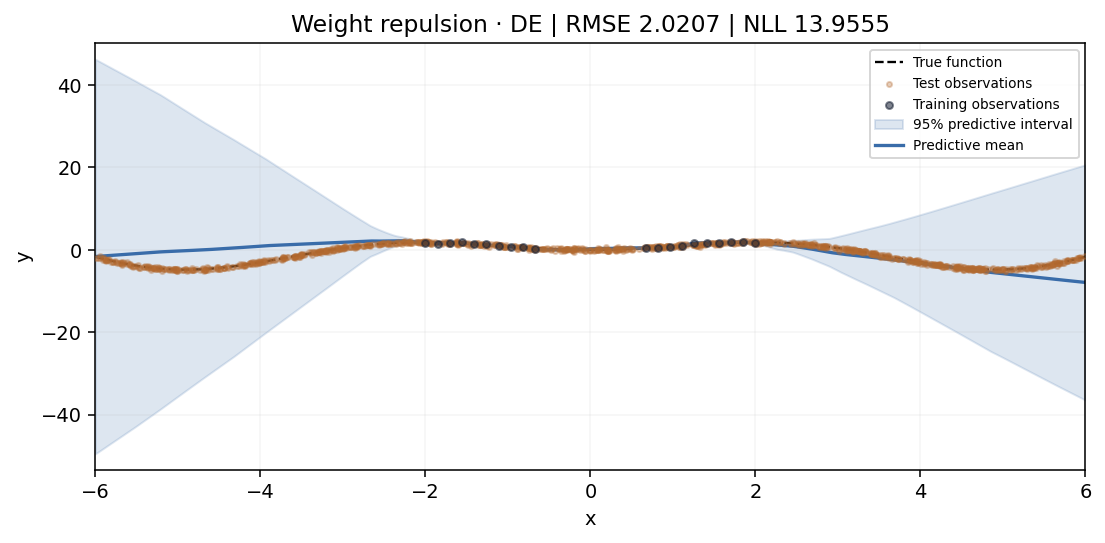 Weight repulsion · DE | RMSE 2.0207 | NLL 13.9555
True function
Test observations
Training observations
95% predictive interval
Predictive mean
40
20
0
−20
−40
y
−6 −4 −2 0 2 4 6
x